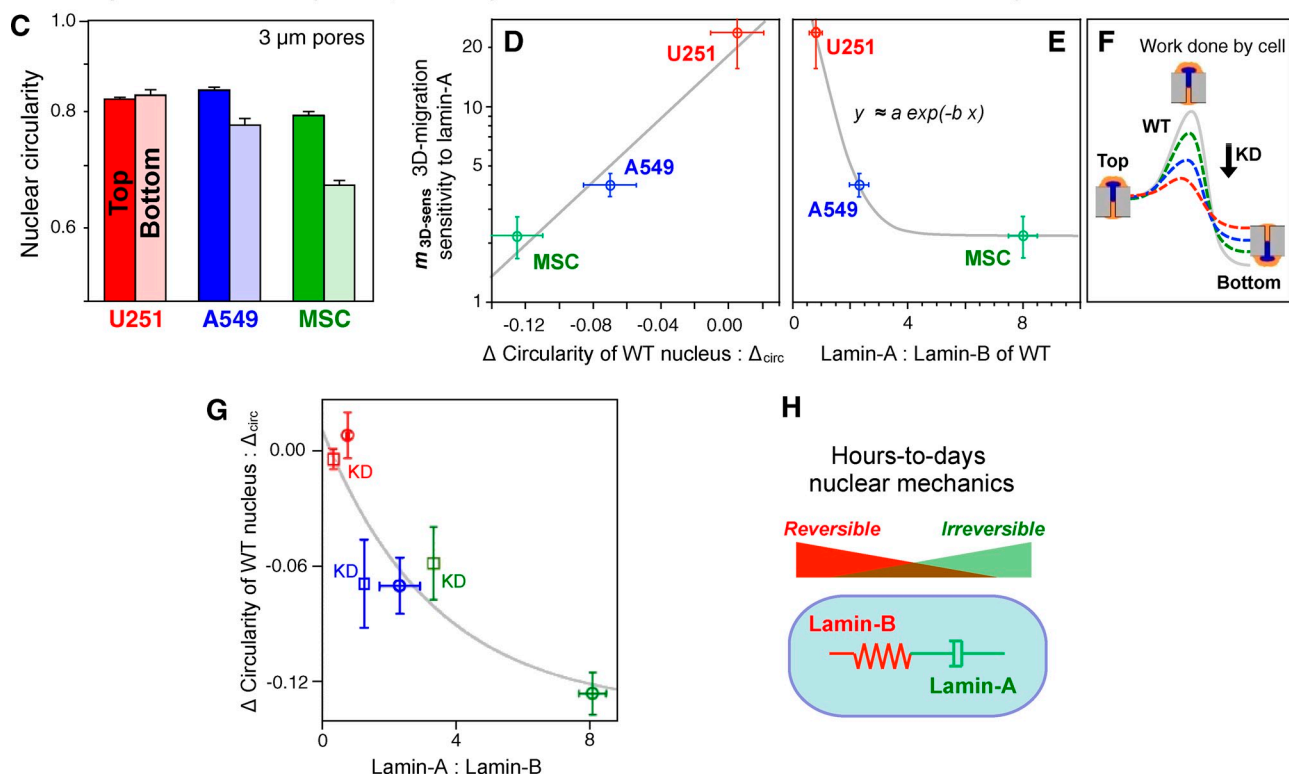 C
3 µm pores
Nuclear circularity
1.0
0.8
0.6
Top
Bottom
U251
A549
MSC
D
m 3D-sens 3D-migration
sensitivity to lamin-A
20
10
5
1
U251
A549
MSC
-0.12
-0.08
-0.04
0.00
Δ Circularity of WT nucleus : Δcirc
E
U251
y ≈ a exp(-b x)
A549
MSC
0
4
8
Lamin-A : Lamin-B of WT
F
Work done by cell
WT
KD
Top
Bottom
G
Δ Circularity of WT nucleus : Δcirc
0.00
-0.06
-0.12
KD
KD
KD
0
4
8
Lamin-A : Lamin-B
H
Hours-to-days
nuclear mechanics
Reversible
Irreversible
Lamin-B
Lamin-A